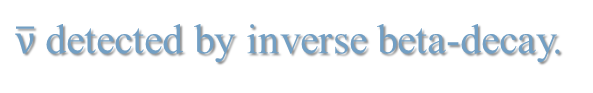 ν̅ detected by inverse beta-decay.